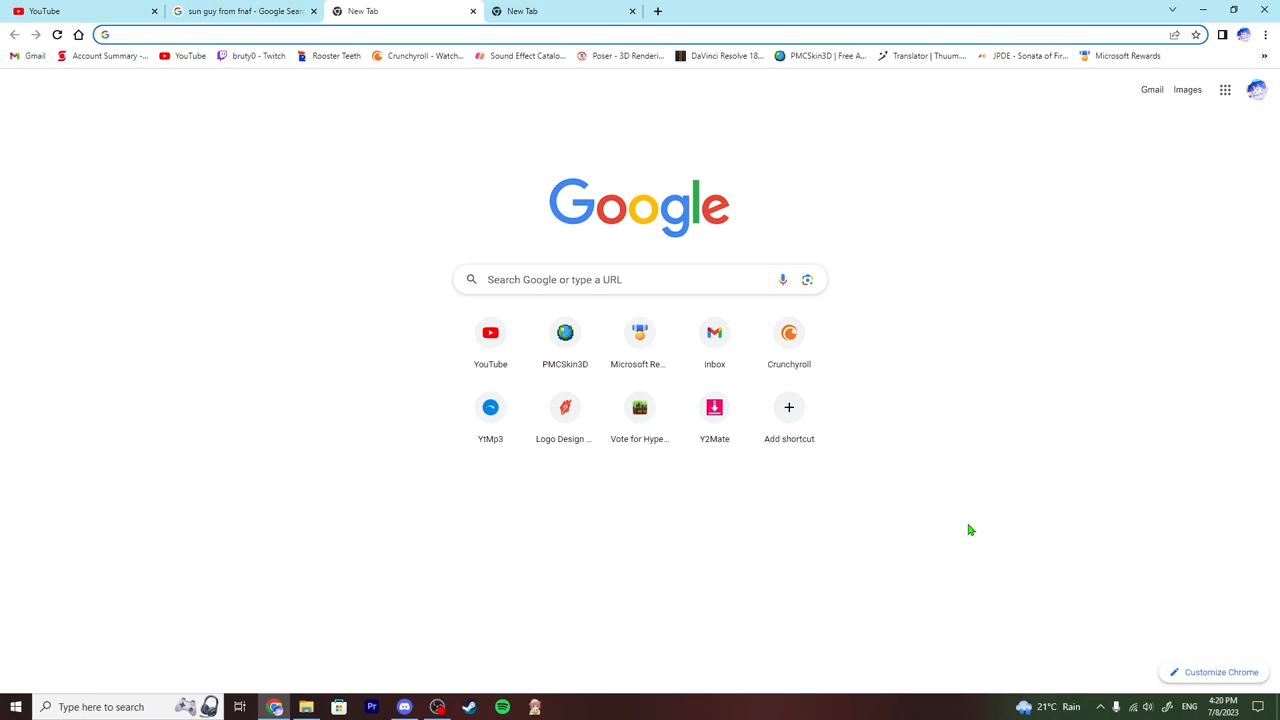 YouTube
sun guy from fnaf - Google Sear
New Tab
New Tab
Gmail
Account Summary -...
YouTube
bruty0 - Twitch
Rooster Teeth
Crunchyroll - Watch...
Sound Effect Catalo...
Poser - 3D Renderi...
DaVinci Resolve 18...
PMCSkin3D | Free A...
Translator | Thuum....
JPDE - Sonata of Fir...
Microsoft Rewards
»
Gmail
Images
Google
Search Google or type a URL
YouTube
PMCSkin3D
Microsoft Re...
Inbox
Crunchyroll
YtMp3
Logo Design ...
Vote for Hype...
Y2Mate
Add shortcut
Customize Chrome
Type here to search
Pr
21°C Rain
ENG
4:20 PM
7/8/2023